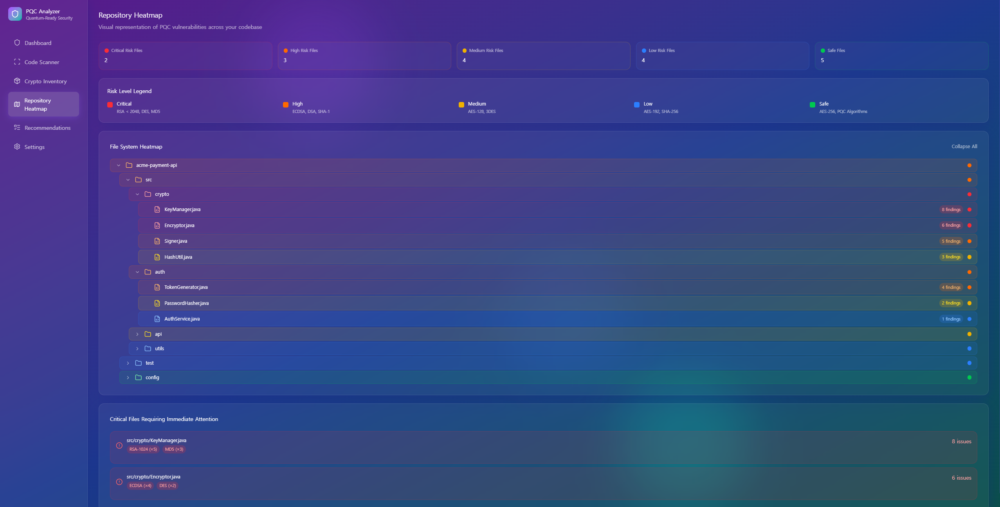 PQC Analyzer
Quantum-Ready Security
Dashboard
Code Scanner
Crypto Inventory
Repository
Heatmap
Recommendations
Settings
Repository Heatmap
Visual representation of PQC vulnerabilities across your codebase
Critical Risk Files
2
High Risk Files
3
Medium Risk Files
4
Low Risk Files
4
Safe Files
5
Risk Level Legend
Critical
RSA < 2048, DES, MD5
High
ECDSA, DSA, SHA-1
Medium
AES-128, 3DES
Low
AES-192, SHA-256
Safe
AES-256, PQC Algorithms
File System Heatmap
Collapse All
acme-payment-api
src
crypto
KeyManager.java 8 findings
Encryptor.java 6 findings
Signer.java 5 findings
HashUtil.java 3 findings
auth
TokenGenerator.java 4 findings
PasswordHasher.java 2 findings
AuthService.java 1 findings
api
utils
test
config
Critical Files Requiring Immediate Attention
src/crypto/KeyManager.java
8 issues
RSA-1024 (×5) MD5 (×3)
src/crypto/Encryptor.java
6 issues
ECDSA (×4) DES (×2)